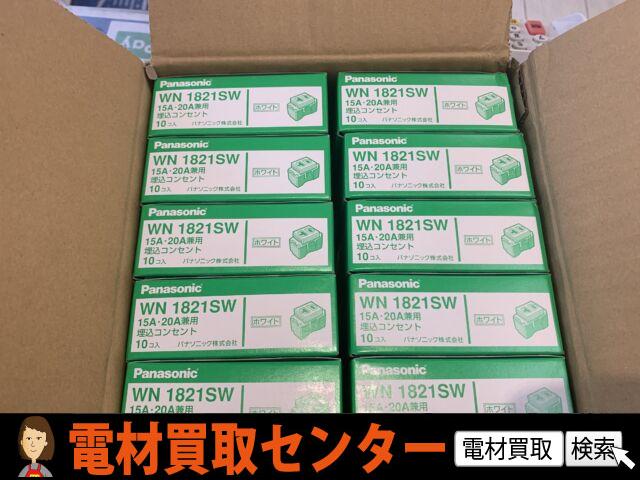 Pay
Panasonic
WN 1821SW
15A・20A兼用
埋込コンセント
ホワイト
10コ入 パナソニック株式会社
Panasonic
WN 1821SW
15A・20A兼用
埋込コンセント
ホワイト
10コ入 パナソニック株式会社
Panasonic
WN 1821SW
15A・20A兼用
埋込コンセント
ホワイト
10コ入 パナソニック株式会社
Panasonic
WN 1821SW
15A・20A兼用
埋込コンセント
ホワイト
10コ入 パナソニック株式会社
Panasonic
WN 1821SW
15A・20A兼用
埋込コンセント
ホワイト
10コ入 パナソニック株式会社
Panasonic
WN 1821SW
15A・20A兼用
埋込コンセント
ホワイト
10コ入 パナソニック株式会社
Panasonic
WN 1821SW
15A・20A兼用
埋込コンセント
ホワイト
10コ入 パナソニック株式会社
Panasonic
WN 1821SW
15A・20A兼用
埋込コンセント
ホワイト
10コ入 パナソニック株式会社
Panasonic
WN 1821SW
15A・20A兼用
ホワイト
Panasonic
WN 1821SW
15A・20A兼用
ホワイト
電材買取センター 電材買取 検索